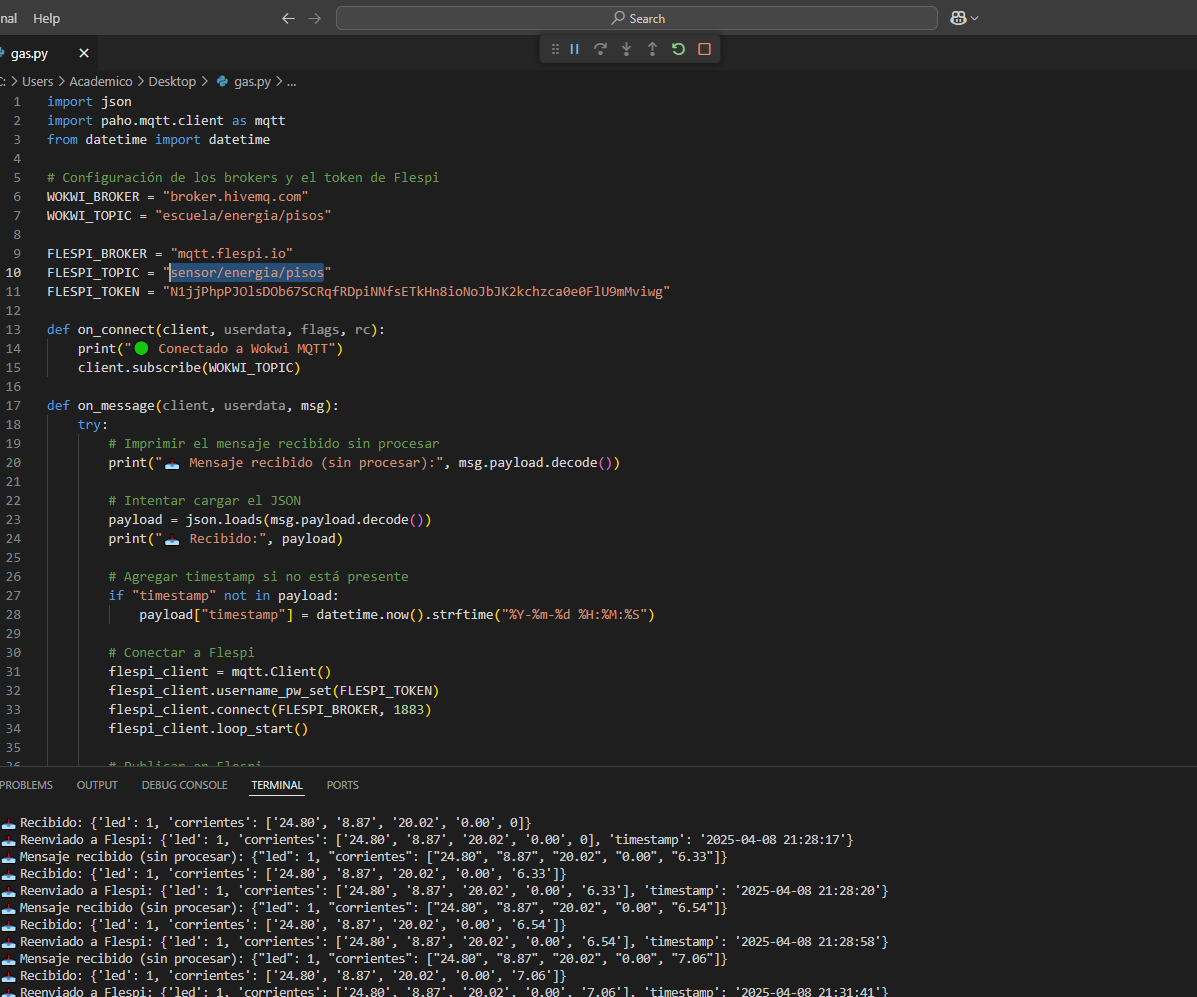 nal Help
Search
gas.py
C: > Users > Academico > Desktop > gas.py > ...
1 import json
2 import paho.mqtt.client as mqtt
3 from datetime import datetime
4
5 # Configuración de los brokers y el token de Flespi
6 WOKWI_BROKER = "broker.hivemq.com"
7 WOKWI_TOPIC = "escuela/energia/pisos"
8
9 FLESPI_BROKER = "mqtt.flespi.io"
10 FLESPI_TOPIC = "sensor/energia/pisos"
11 FLESPI_TOKEN = "N1jjPhpPJOlsDOb67SCRqfRDpiNNfsETkHn8ioNoJbJK2kchzca0e0FlU9mMviwg"
12
13 def on_connect(client, userdata, flags, rc):
14 print("🟢 Conectado a Wokwi MQTT")
15 client.subscribe(WOKWI_TOPIC)
16
17 def on_message(client, userdata, msg):
18 try:
19 # Imprimir el mensaje recibido sin procesar
20 print("📥 Mensaje recibido (sin procesar):", msg.payload.decode())
21
22 # Intentar cargar el JSON
23 payload = json.loads(msg.payload.decode())
24 print("📥 Recibido:", payload)
25
26 # Agregar timestamp si no está presente
27 if "timestamp" not in payload:
28 payload["timestamp"] = datetime.now().strftime("%Y-%m-%d %H:%M:%S")
29
30 # Conectar a Flespi
31 flespi_client = mqtt.Client()
32 flespi_client.username_pw_set(FLESPI_TOKEN)
33 flespi_client.connect(FLESPI_BROKER, 1883)
34 flespi_client.loop_start()
35
36 # Publicar en Flespi
PROBLEMS OUTPUT DEBUG CONSOLE TERMINAL PORTS
📥 Recibido: {'led': 1, 'corrientes': ['24.80', '8.87', '20.02', '0.00', 0]}
📥 Reenviado a Flespi: {'led': 1, 'corrientes': ['24.80', '8.87', '20.02', '0.00', 0], 'timestamp': '2025-04-08 21:28:17'}
📥 Mensaje recibido (sin procesar): {"led": 1, "corrientes": ["24.80", "8.87", "20.02", "0.00", "6.33"]}
📥 Recibido: {'led': 1, 'corrientes': ['24.80', '8.87', '20.02', '0.00', '6.33']}
📥 Reenviado a Flespi: {'led': 1, 'corrientes': ['24.80', '8.87', '20.02', '0.00', '6.33'], 'timestamp': '2025-04-08 21:28:20'}
📥 Mensaje recibido (sin procesar): {"led": 1, "corrientes": ["24.80", "8.87", "20.02", "0.00", "6.54"]}
📥 Recibido: {'led': 1, 'corrientes': ['24.80', '8.87', '20.02', '0.00', '6.54']}
📥 Reenviado a Flespi: {'led': 1, 'corrientes': ['24.80', '8.87', '20.02', '0.00', '6.54'], 'timestamp': '2025-04-08 21:28:58'}
📥 Mensaje recibido (sin procesar): {"led": 1, "corrientes": ["24.80", "8.87", "20.02", "0.00", "7.06"]}
📥 Recibido: {'led': 1, 'corrientes': ['24.80', '8.87', '20.02', '0.00', '7.06']}
📥 Reenviado a Flespi: {'led': 1, 'corrientes': ['24.80', '8.87', '20.02', '0.00', '7.06'], 'timestamp': '2025-04-08 21:31:41'}